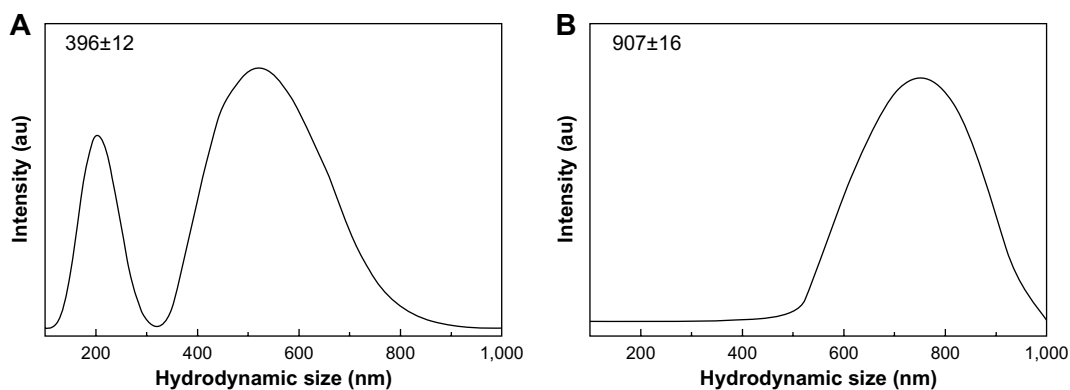 A
396±12
Intensity (au)
200 400 600 800 1,000
Hydrodynamic size (nm)
B
907±16
Intensity (au)
200 400 600 800 1,000
Hydrodynamic size (nm)